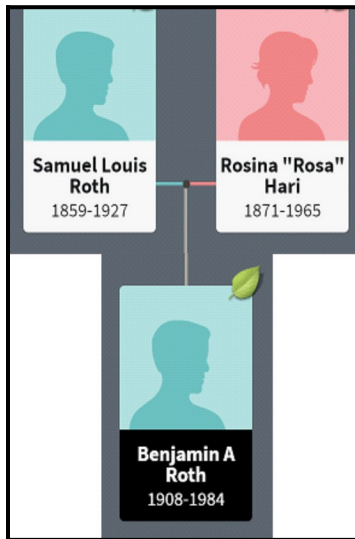 Samuel Louis
Roth
1859-1927
Rosina "Rosa"
Hari
1871-1965
Benjamin A
Roth
1908-1984